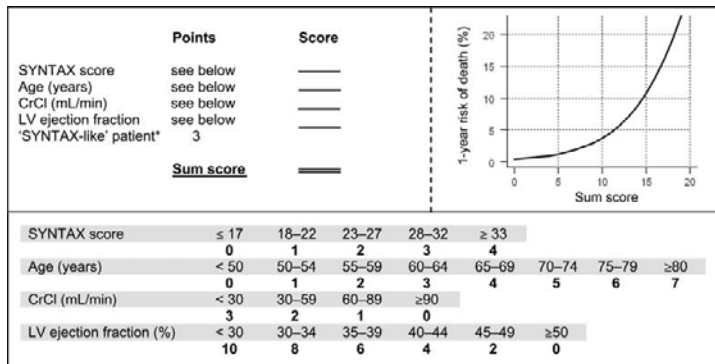 Points Score
SYNTAX score see below
Age (years) see below
CrCl (mL/min) see below
LV ejection fraction see below
'SYNTAX-like' patient* 3
Sum score
1-year risk of death (%)
20
15
10
5
0
0 5 10 15 20
Sum score
SYNTAX score ≤ 17 18–22 23–27 28–32 ≥ 33
0 1 2 3 4
Age (years) < 50 50–54 55–59 60–64 65–69 70–74 75–79 ≥80
0 1 2 3 4 5 6 7
CrCl (mL/min) < 30 30–59 60–89 ≥90
3 2 1 0
LV ejection fraction (%) < 30 30–34 35–39 40–44 45–49 ≥50
10 8 6 4 2 0